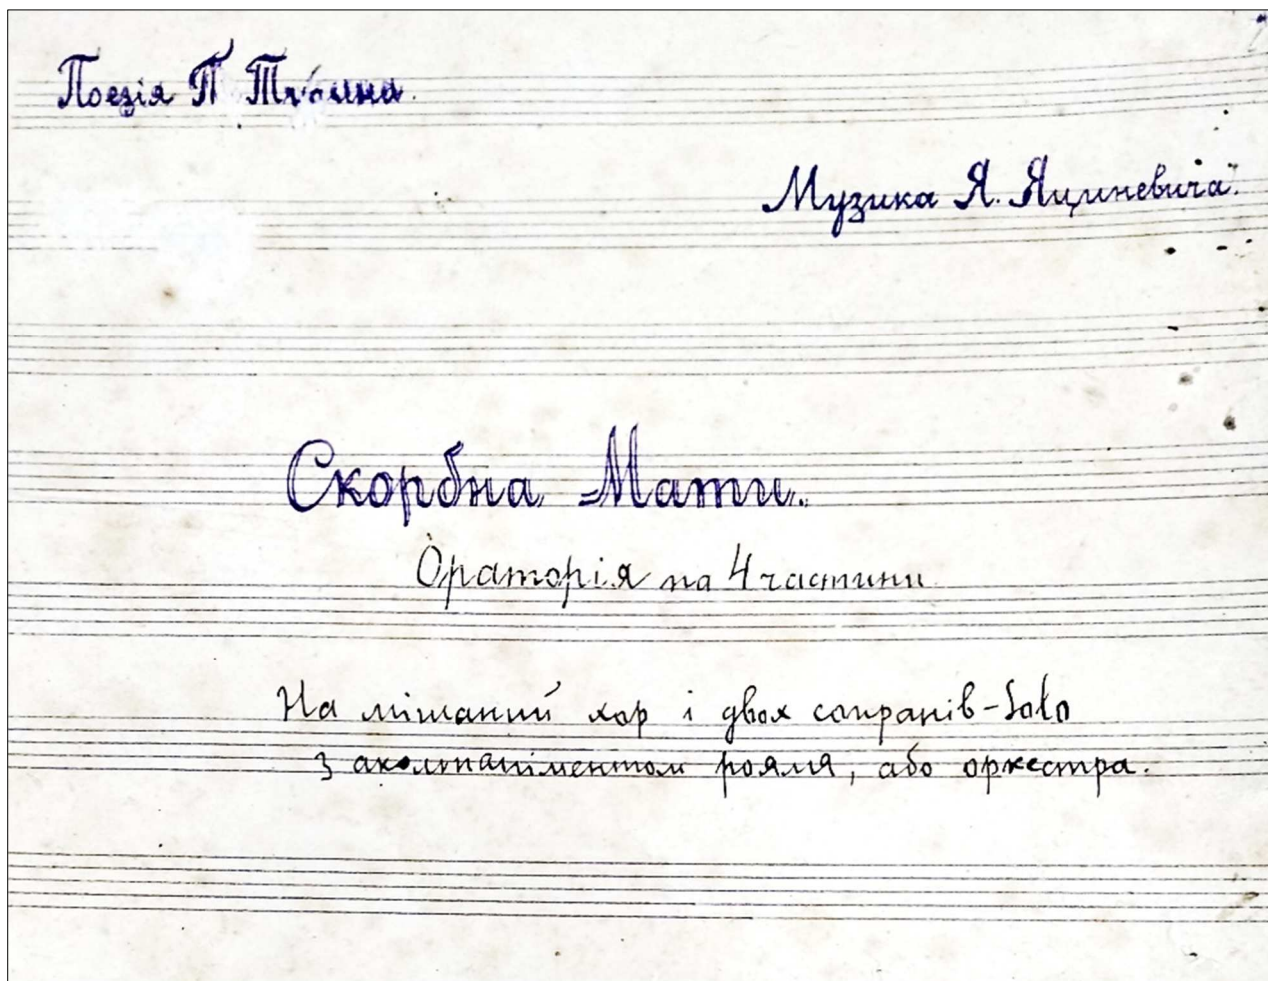 Поезія П Тичина.
Музика Я. Яциневича.
Скорбна Мати.
Ораторія на 4 частини
На мішаний хор і двох сопранів-Solo
з акомпаніментом рояля, або оркестра.